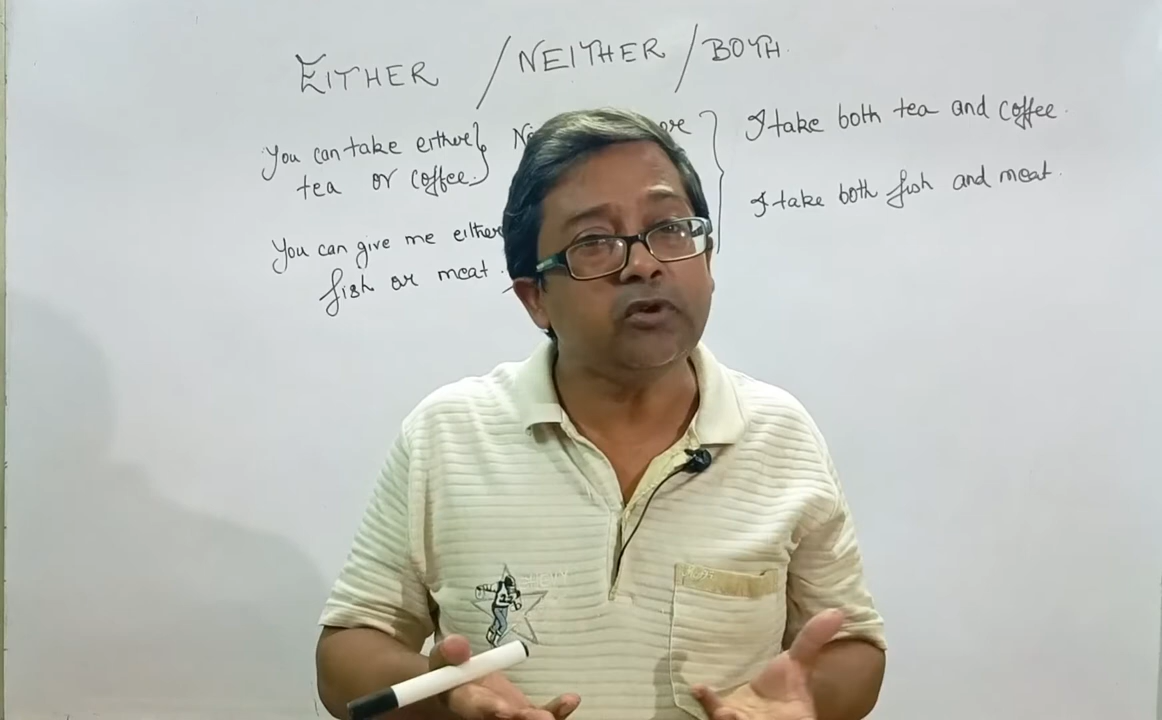 EITHER / NEITHER / BOTH
You can take either
tea or coffee.
You can give me either
fish or meat.
I take both tea and coffee.
I take both fish and meat.